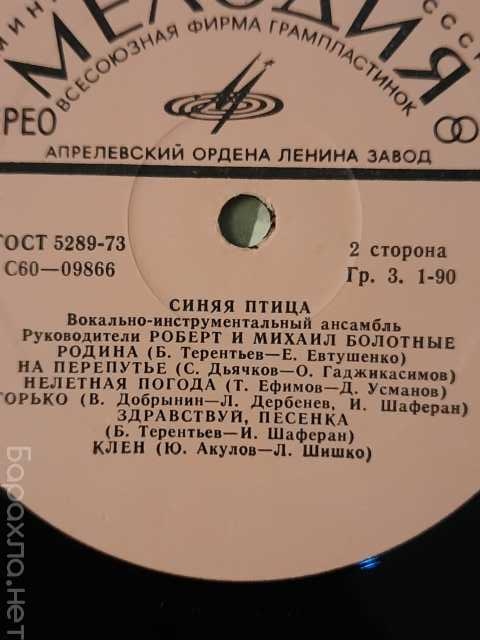 МИН СССР
МЕЛОДИЯ
ВСЕСОЮЗНАЯ ФИРМА ГРАМПЛАСТИНОК
РЕО
АПРЕЛЕВСКИЙ ОРДЕНА ЛЕНИНА ЗАВОД
ГОСТ 5289-73
С60—09866
2 сторона
Гр. 3. 1-90
СИНЯЯ ПТИЦА
Вокально-инструментальный ансамбль
Руководители РОБЕРТ И МИХАИЛ БОЛОТНЫЕ
РОДИНА (Б. Терентьев—Е. Евтушенко)
НА ПЕРЕПУТЬЕ (С. Дьячков—О. Гаджикасимов)
НЕЛЕТНАЯ ПОГОДА (Т. Ефимов—Д. Усманов)
ГОРЬКО (В. Добрынин—Л. Дербенев, И. Шаферан)
ЗДРАВСТВУЙ, ПЕСЕНКА
(Б. Терентьев—И. Шаферан)
КЛЕН (Ю. Акулов—Л. Шишко)
Барахла.нет